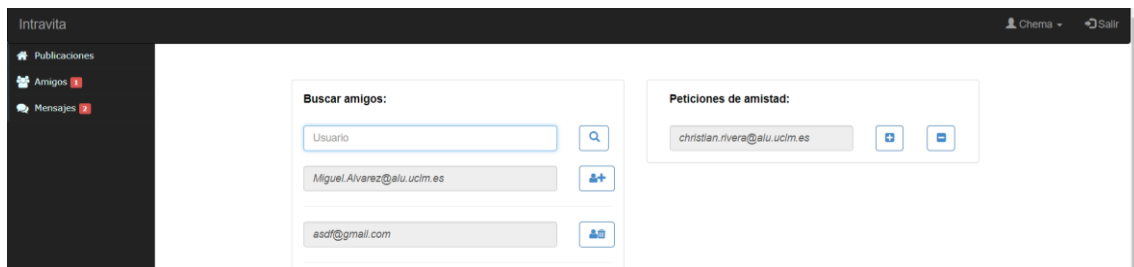 Intravita
Chema
Salir
Publicaciones
Amigos 1
Mensajes 2
Buscar amigos:
Usuario
Miguel.Alvarez@alu.uclm.es
asdf@gmail.com
Peticiones de amistad:
christian.rivera@alu.uclm.es